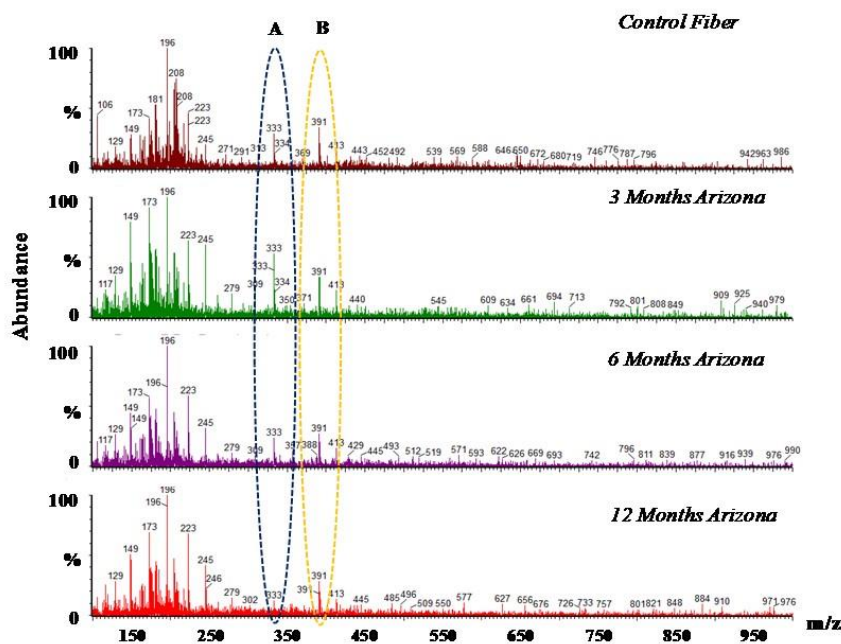 A B
Control Fiber
100
%
0
106 129 149 173 181 196 208 208 223 223 245 271 291 313 333 334 369 391 413 443 452 492 539 569 588 646 650 672 680 719 746 776 787 796 942 963 986
3 Months Arizona
100
%
0
117 129 149 173 196 223 245 279 309 333 333 334 350 371 391 413 440 545 609 634 661 694 713 792 801 808 849 909 925 940 979
6 Months Arizona
100
%
0
117 129 149 149 173 196 196 223 245 279 309 333 357 388 391 413 429 445 493 512 519 571 593 622 626 669 693 742 796 811 839 877 916 939 976 990
12 Months Arizona
100
%
0
129 149 173 196 196 223 245 246 279 302 333 391 391 413 445 485 496 509 550 577 627 656 676 726 733 757 801 821 848 884 910 971 976
150 250 350 450 550 650 750 850 950 m/z
Abundance